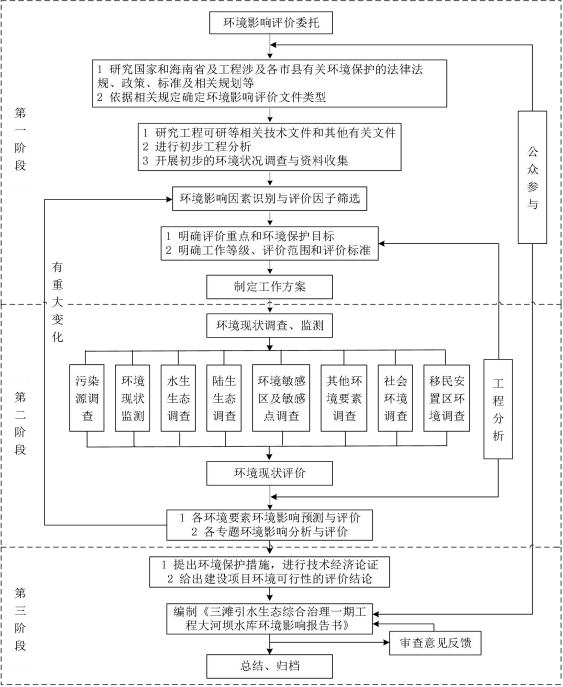 环境影响评价委托
1 研究国家和海南省及工程涉及各市县有关环境保护的法律法
规、政策、标准及相关规划等
2 依据相关规定确定环境影响评价文件类型
第一阶段
1 研究工程可研等相关技术文件和其他有关文件
2 进行初步工程分析
3 开展初步的环境状况调查与资料收集
公众参与
环境影响因素识别与评价因子筛选
1 明确评价重点和环境保护目标
2 明确工作等级、评价范围和评价标准
有重大变化
制定工作方案
环境现状调查、监测
第二阶段
污染
源调
查
环境
现状
监测
水生
生态
调查
陆生
生态
调查
环境敏感
区及敏感
点调查
其他环
境要素
调查
社会
环境
调查
移民安
置区环
境调查
工程分析
环境现状评价
1 各环境要素环境影响预测与评价
2 各专题环境影响分析与评价
第三阶段
1 提出环境保护措施，进行技术经济论证
2 给出建设项目环境可行性的评价结论
编制《三滩引水生态综合治理一期工
程大河坝水库环境影响报告书》
审查意见反馈
总结、归档